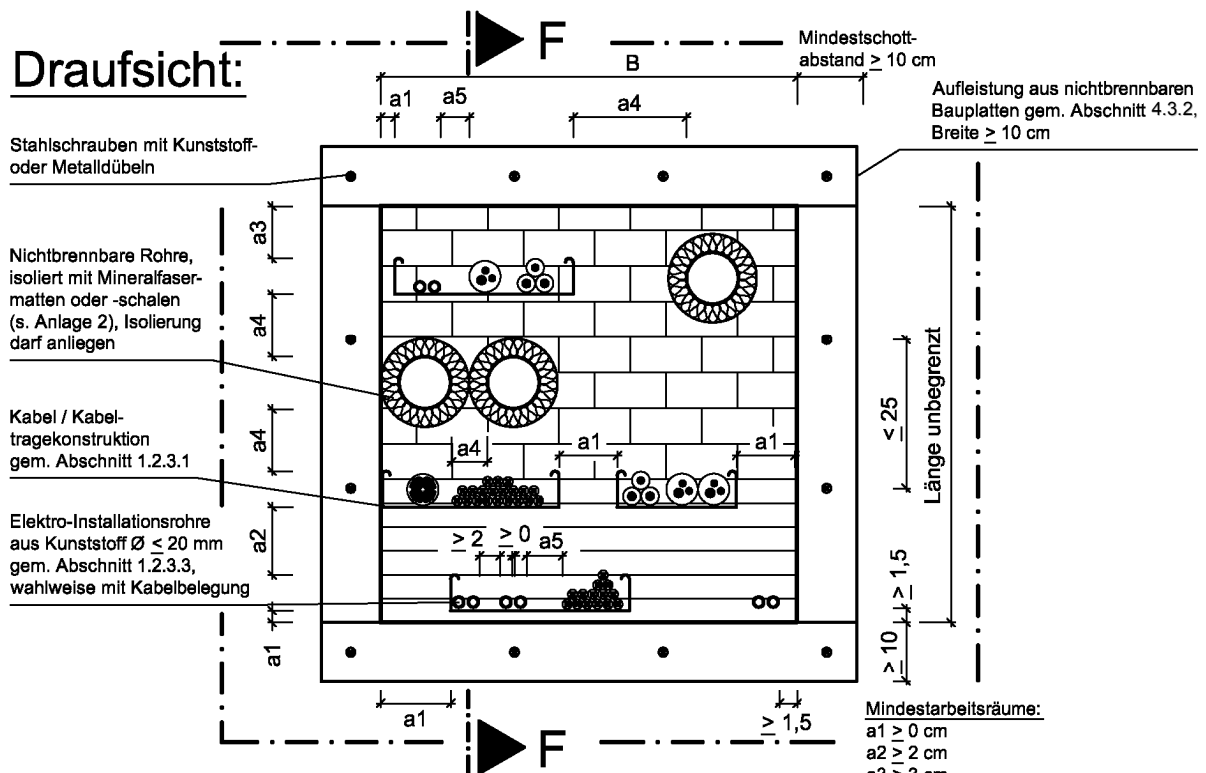 Draufsicht:
F
Mindestschott-
abstand ≥ 10 cm
B
a1
a5
a4
Aufleistung aus nichtbrennbaren
Bauplatten gem. Abschnitt 4.3.2,
Breite ≥ 10 cm
Stahlschrauben mit Kunststoff-
oder Metalldübeln
a3
Nichtbrennbare Rohre,
isoliert mit Mineralfaser-
matten oder -schalen
(s. Anlage 2), Isolierung
darf anliegen
a4
Länge unbegrenzt
≤ 25
Kabel / Kabel-
tragekonstruktion
gem. Abschnitt 1.2.3.1
a4
a4
a1
a1
Elektro-Installationsrohre
aus Kunststoff Ø ≤ 20 mm
gem. Abschnitt 1.2.3.3,
wahlweise mit Kabelbelegung
a2
≥ 2
≥ 0
a5
≥ 1,5
a1
≥ 10
a1
≥ 1,5
F
Mindestarbeitsräume:
a1 ≥ 0 cm
a2 ≥ 2 cm